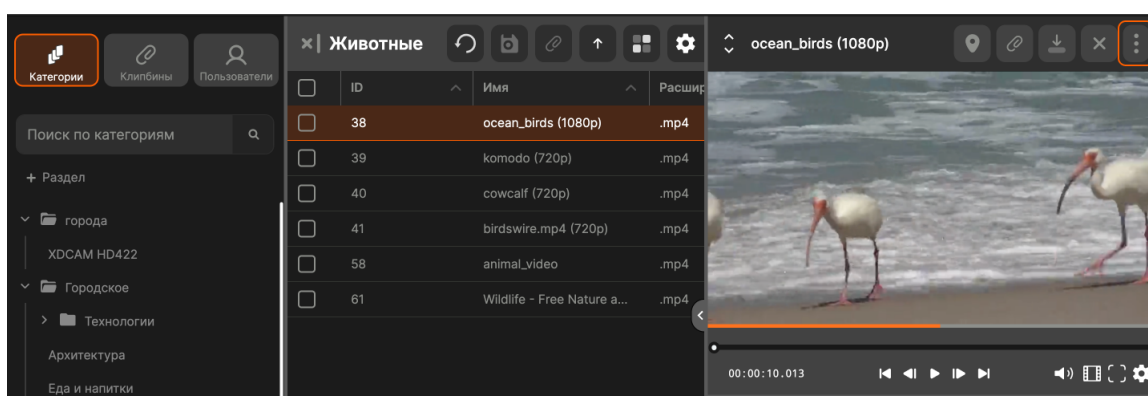 Категории
Клипбины
Пользователи
Поиск по категориям
+ Раздел
города
XDCAM HD422
Городское
Технологии
Архитектура
Еда и напитки
Животные
ID Имя Расшир
38 ocean_birds (1080p) .mp4
39 komodo (720p) .mp4
40 cowcalf (720p) .mp4
41 birdswire.mp4 (720p) .mp4
58 animal_video .mp4
61 Wildlife - Free Nature a... .mp4
ocean_birds (1080p)
00:00:10.013